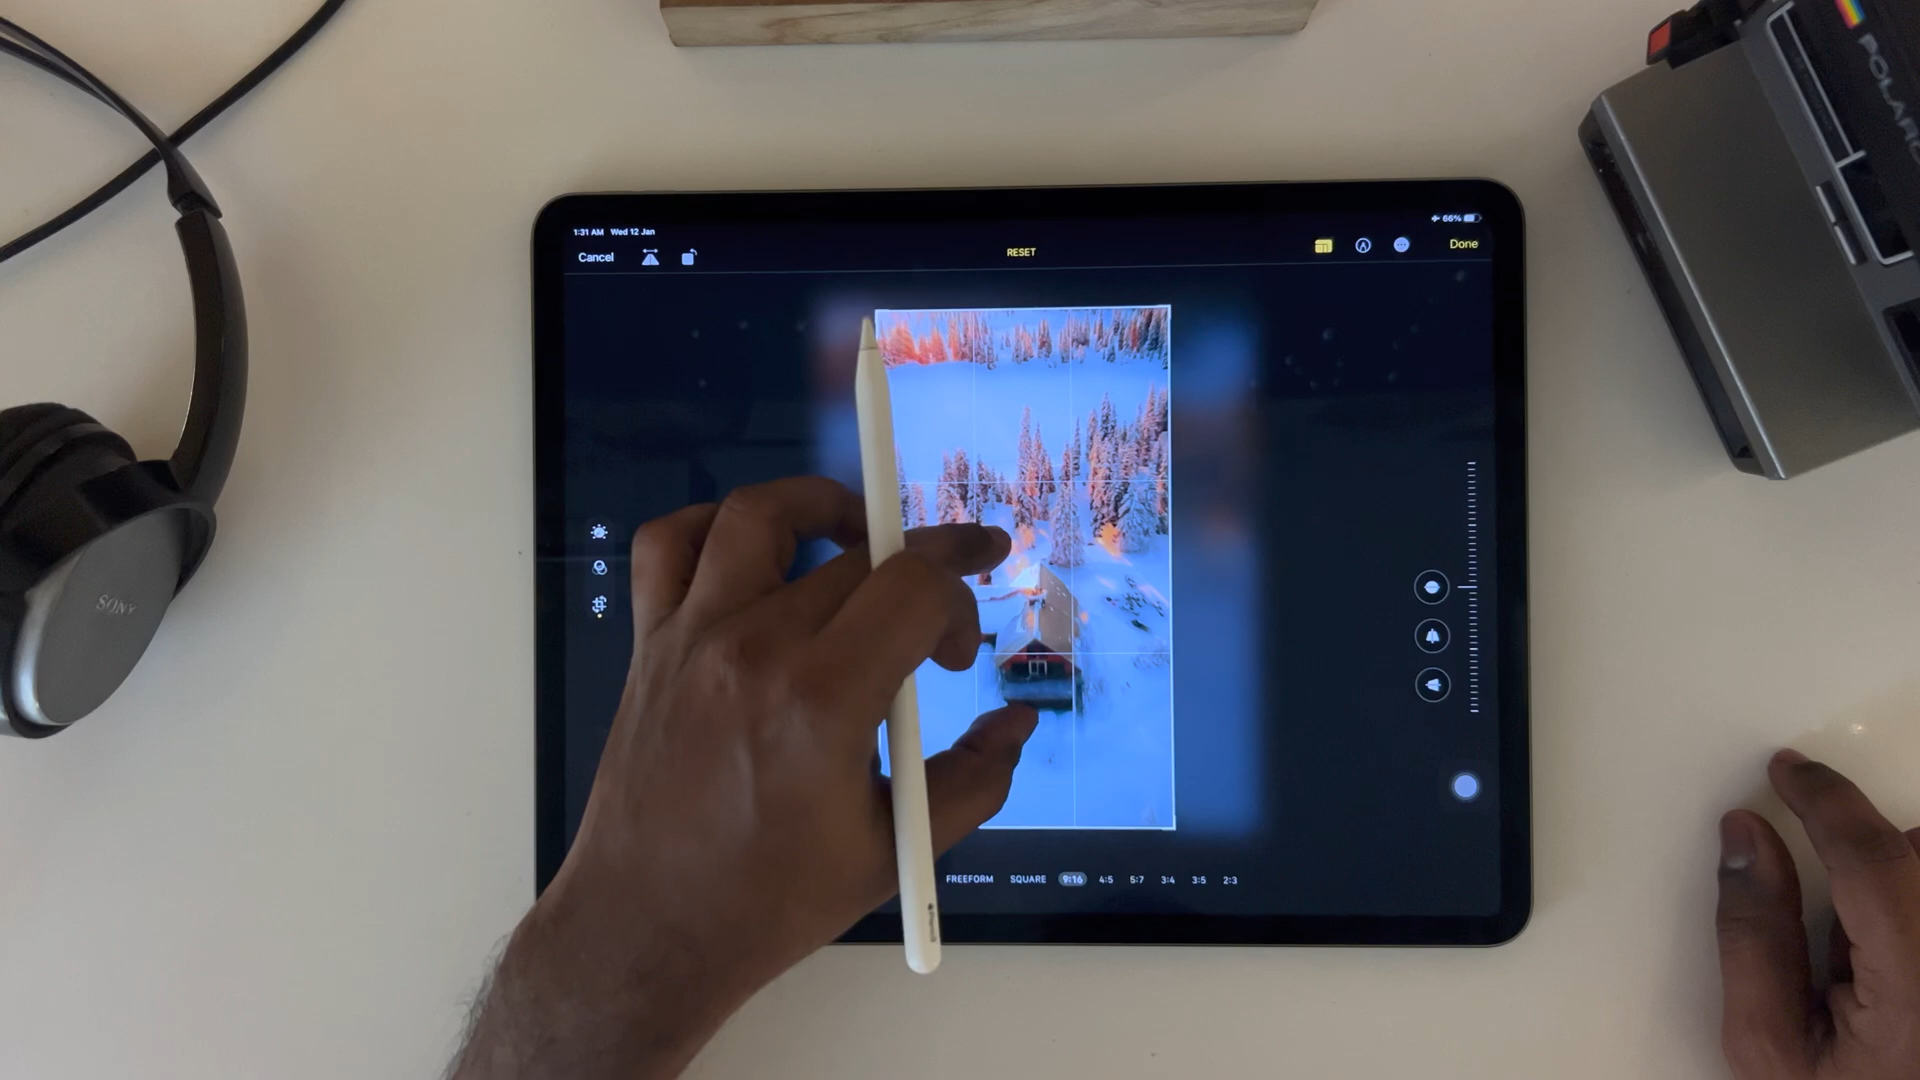 POLARO
1:31 AM Wed 12 Jan
66%
Cancel
RESET
Done
SONY
FREEFORM SQUARE 9:16 4:5 5:7 3:4 3:5 2:3